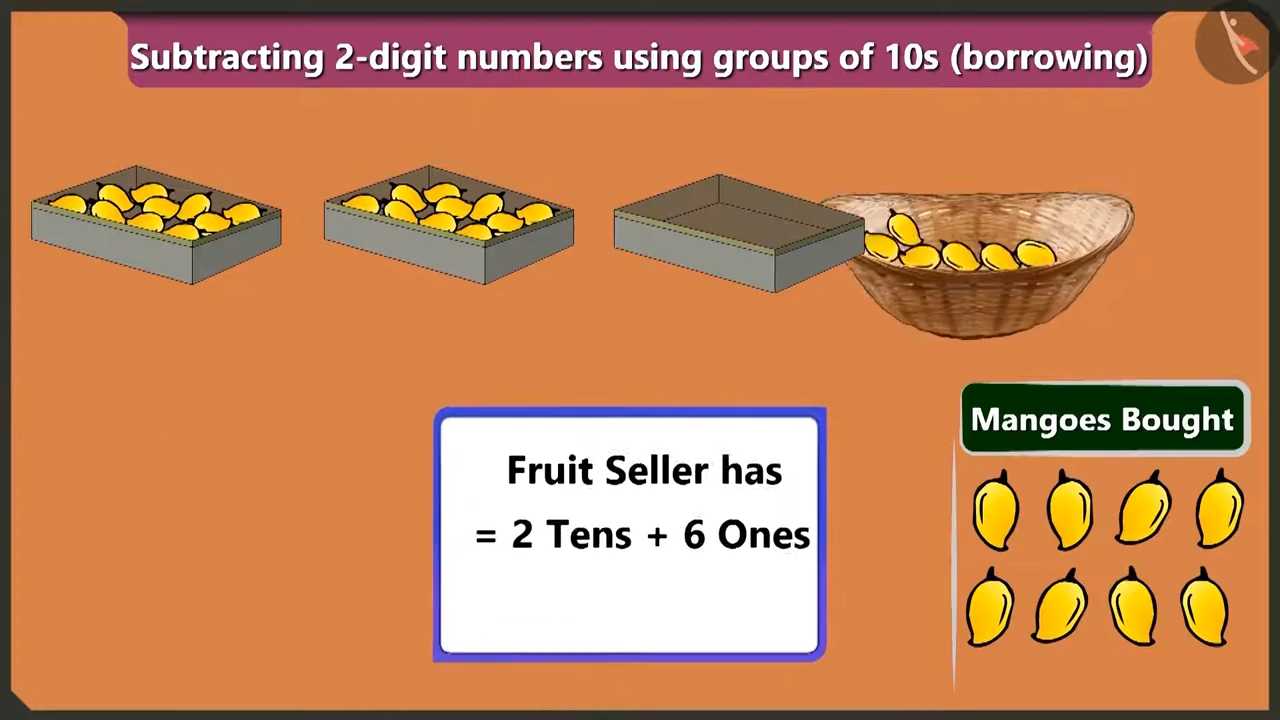 Subtracting 2-digit numbers using groups of 10s (borrowing)
Mangoes Bought
Fruit Seller has
= 2 Tens + 6 Ones